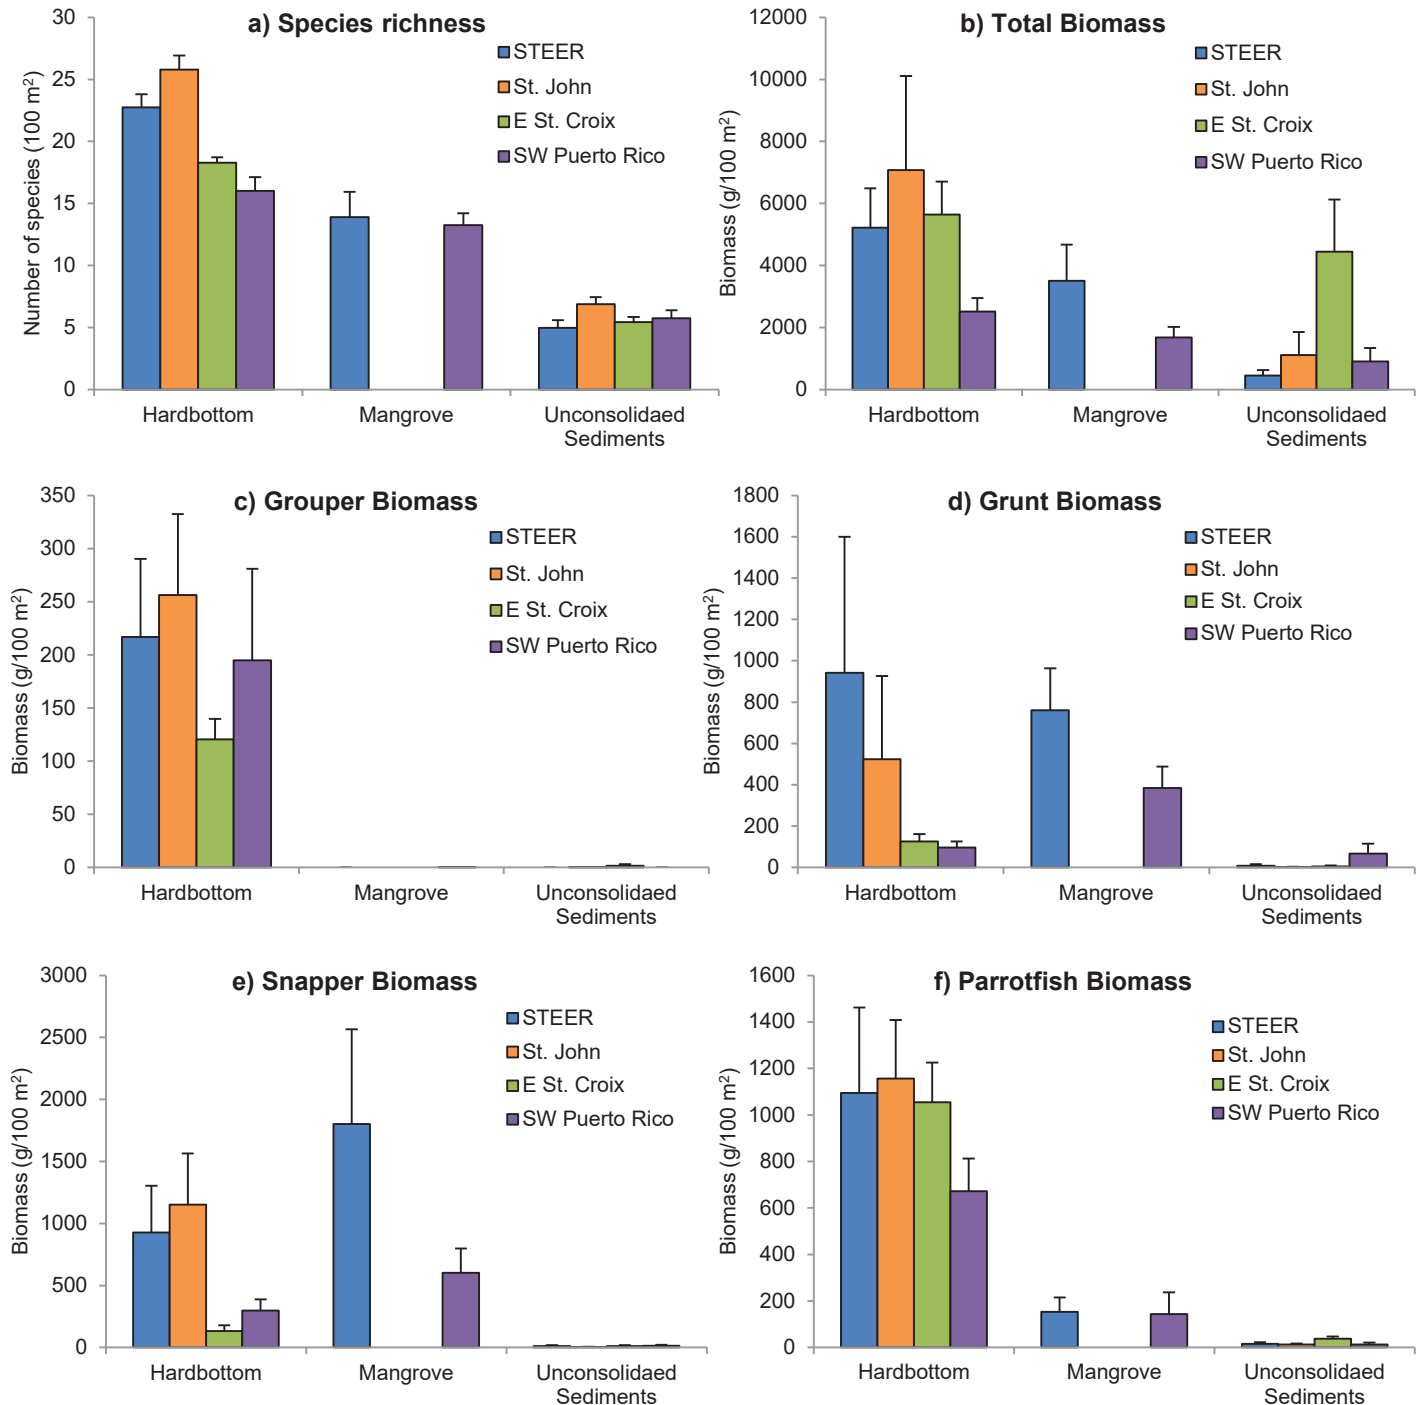 a) Species richness
Number of species (100 m²)
30
25
20
15
10
5
0
STEER
St. John
E St. Croix
SW Puerto Rico
Hardbottom
Mangrove
Unconsolidaed
Sediments
b) Total Biomass
Biomass (g/100 m²)
12000
10000
8000
6000
4000
2000
0
STEER
St. John
E St. Croix
SW Puerto Rico
Hardbottom
Mangrove
Unconsolidaed
Sediments
c) Grouper Biomass
Biomass (g/100 m²)
350
300
250
200
150
100
50
0
STEER
St. John
E St. Croix
SW Puerto Rico
Hardbottom
Mangrove
Unconsolidaed
Sediments
d) Grunt Biomass
Biomass (g/100 m²)
1800
1600
1400
1200
1000
800
600
400
200
0
STEER
St. John
E St. Croix
SW Puerto Rico
Hardbottom
Mangrove
Unconsolidaed
Sediments
e) Snapper Biomass
Biomass (g/100 m²)
3000
2500
2000
1500
1000
500
0
STEER
St. John
E St. Croix
SW Puerto Rico
Hardbottom
Mangrove
Unconsolidaed
Sediments
f) Parrotfish Biomass
Biomass (g/100 m²)
1600
1400
1200
1000
800
600
400
200
0
STEER
St. John
E St. Croix
SW Puerto Rico
Hardbottom
Mangrove
Unconsolidaed
Sediments